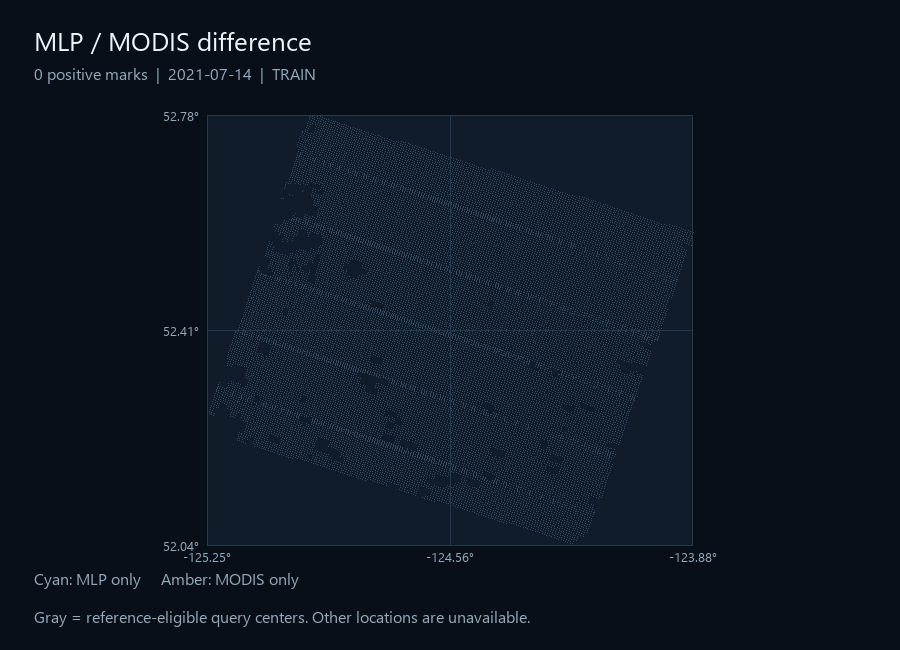 MLP / MODIS difference
0 positive marks | 2021-07-14 | TRAIN
52.78°
52.41°
52.04°
-125.25° -124.56° -123.88°
Cyan: MLP only Amber: MODIS only
Gray = reference-eligible query centers. Other locations are unavailable.